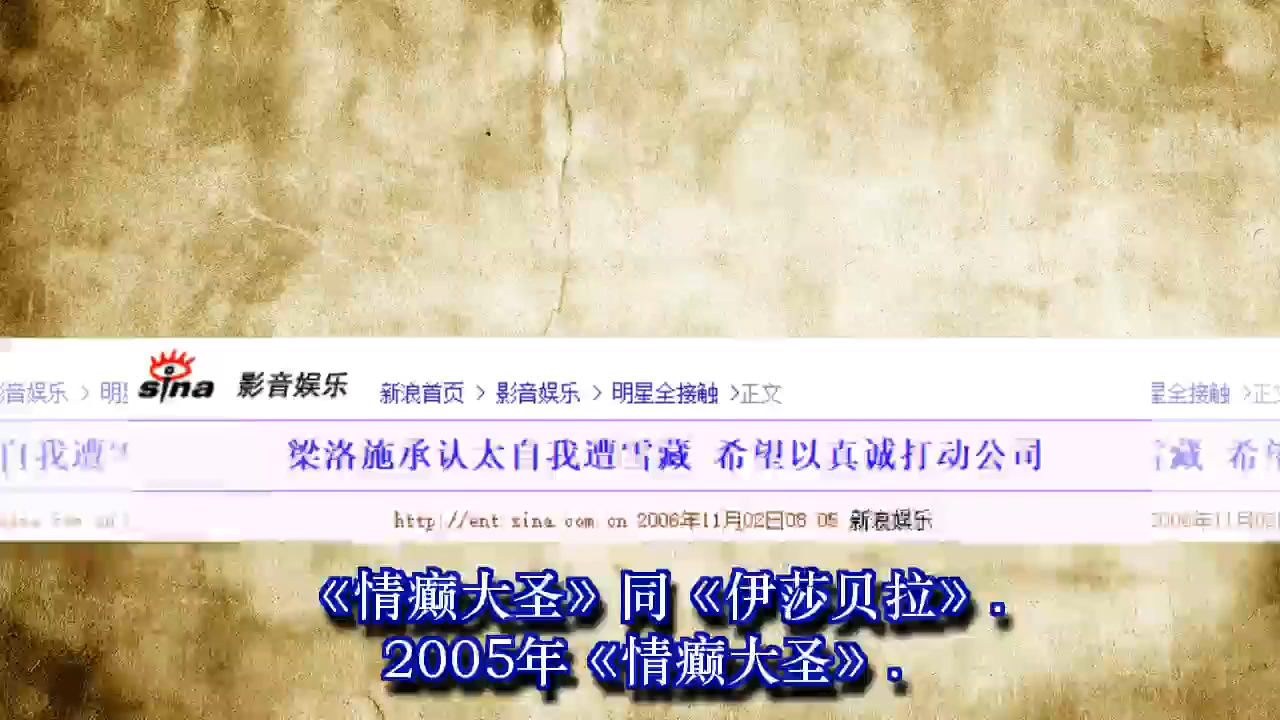 sina 影音娱乐 新浪首页 > 影音娱乐 > 明星全接触 >正文
梁洛施承认太自我遭雪藏 希望以真诚打动公司
http://ent.sina.com.cn 2006年11月02日08:05 新浪娱乐
《情癫大圣》同《伊莎贝拉》.
2005年《情癫大圣》.